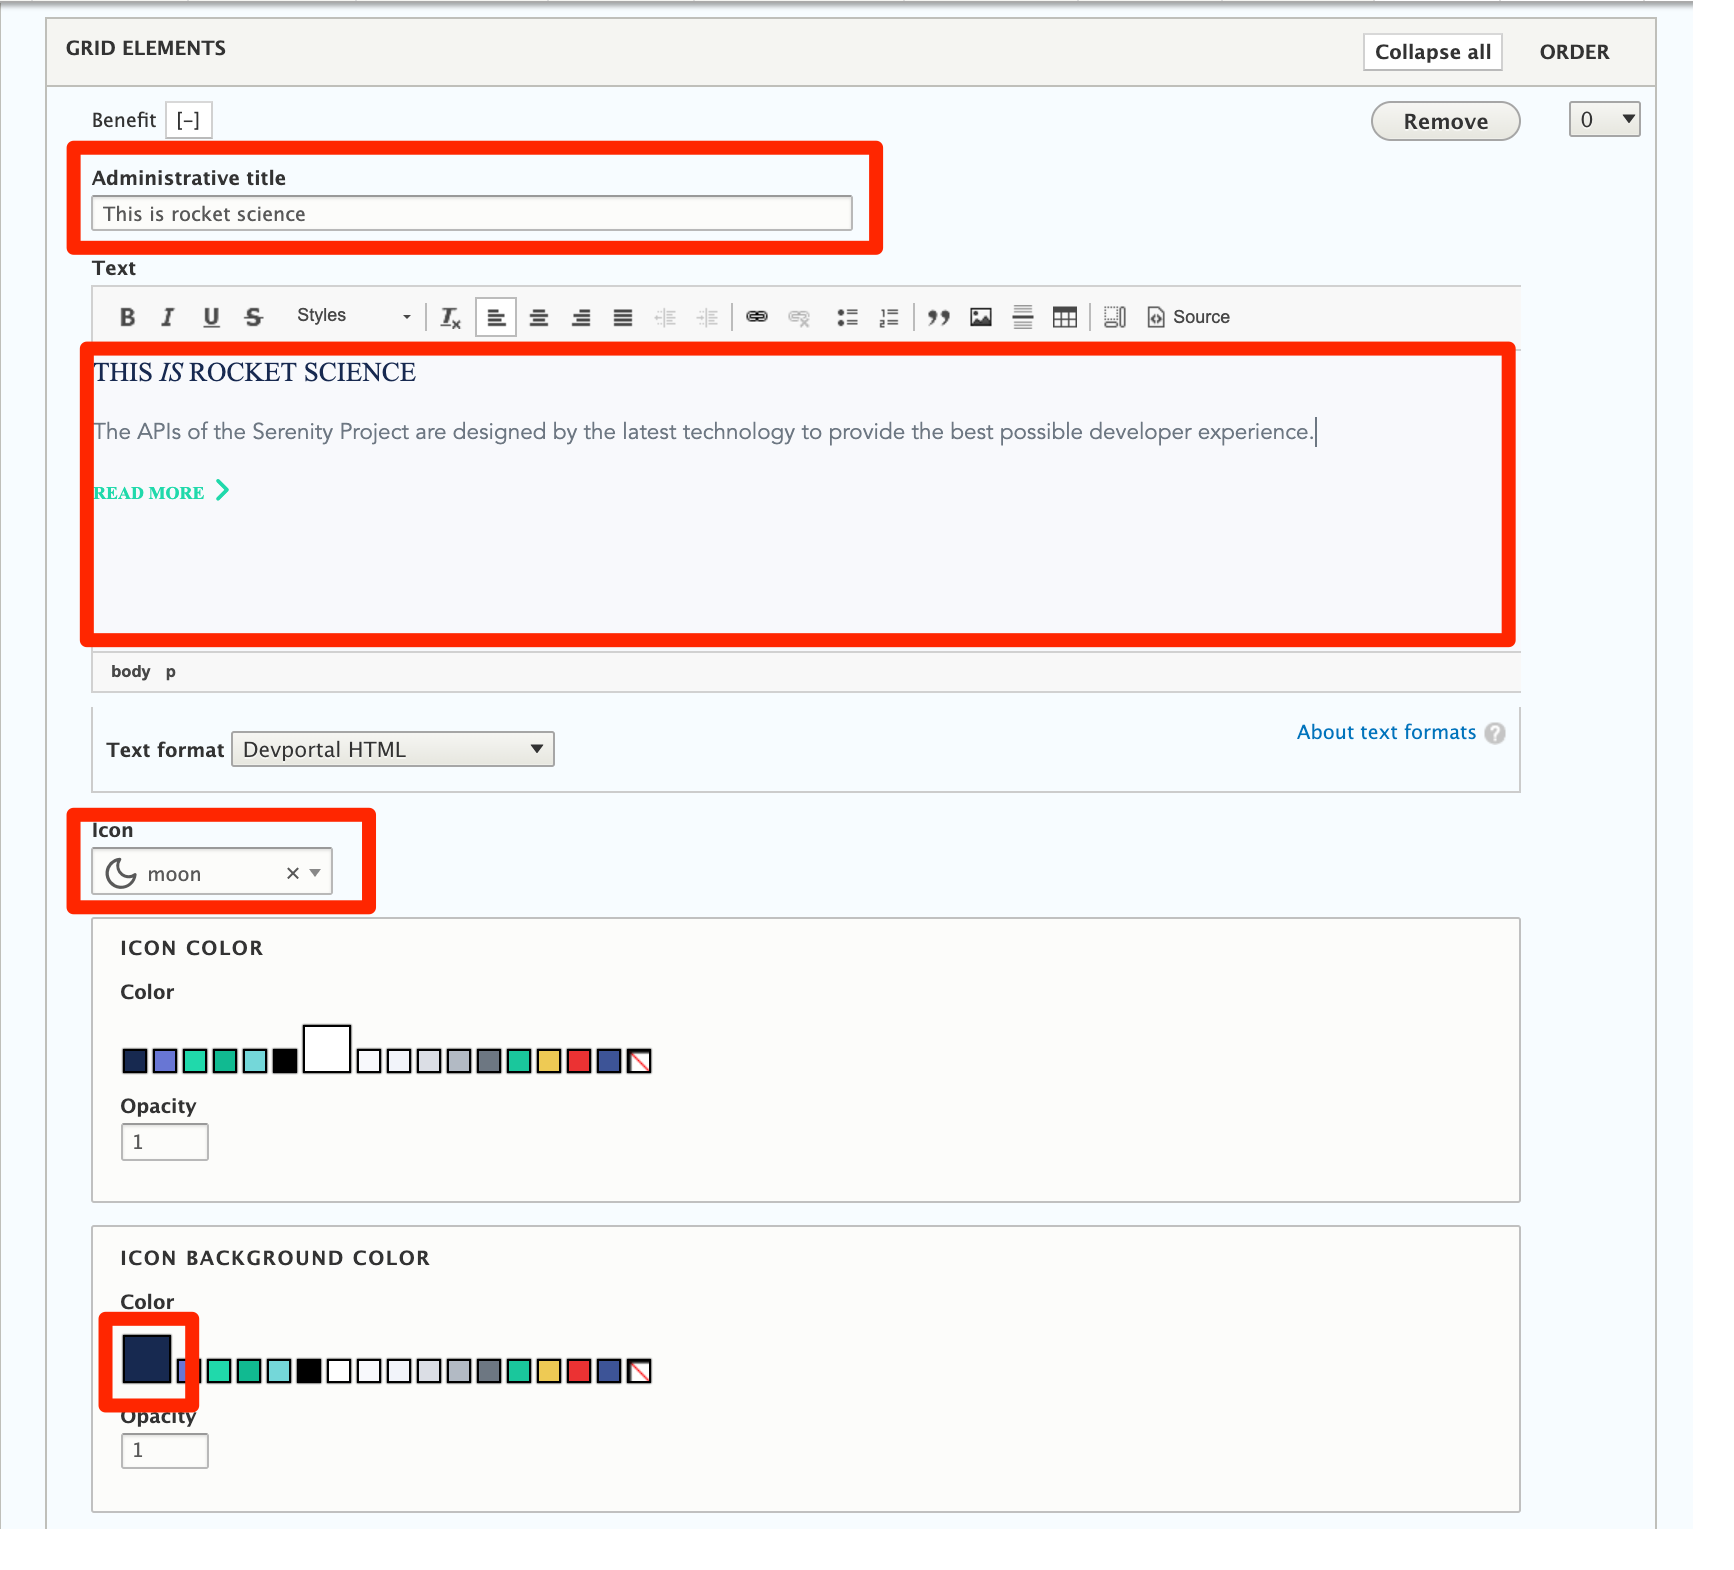 GRID ELEMENTS Collapse all ORDER
Benefit [–] Remove 0
Administrative title
This is rocket science
Text
B I U S Styles Tx Source
THIS IS ROCKET SCIENCE
The APIs of the Serenity Project are designed by the latest technology to provide the best possible developer experience.
READ MORE
body p
About text formats ?
Text format Devportal HTML
Icon
moon ×
ICON COLOR
Color
Opacity
1
ICON BACKGROUND COLOR
Color
Opacity
1